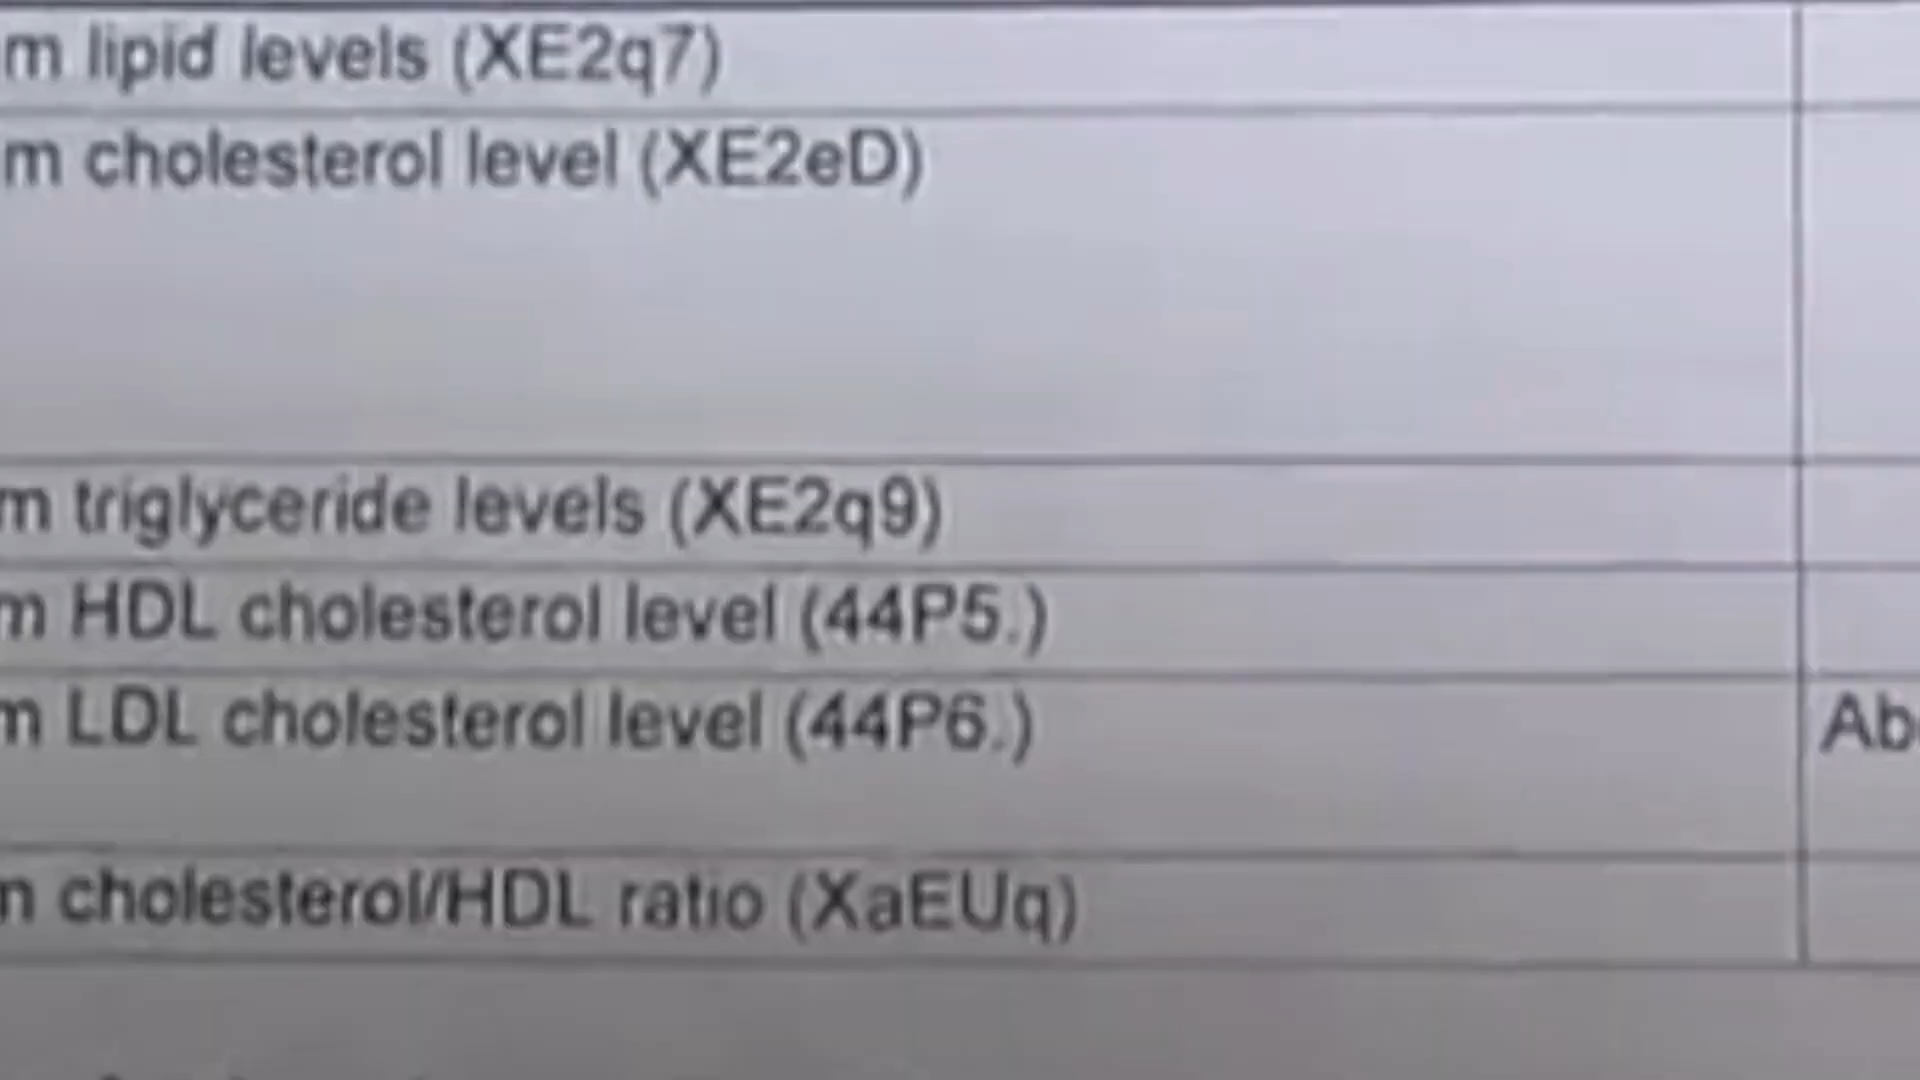 m lipid levels (XE2q7)
m cholesterol level (XE2eD)
m triglyceride levels (XE2q9)
m HDL cholesterol level (44P5.)
m LDL cholesterol level (44P6.) Ab
n cholesterol/HDL ratio (XaEUq)